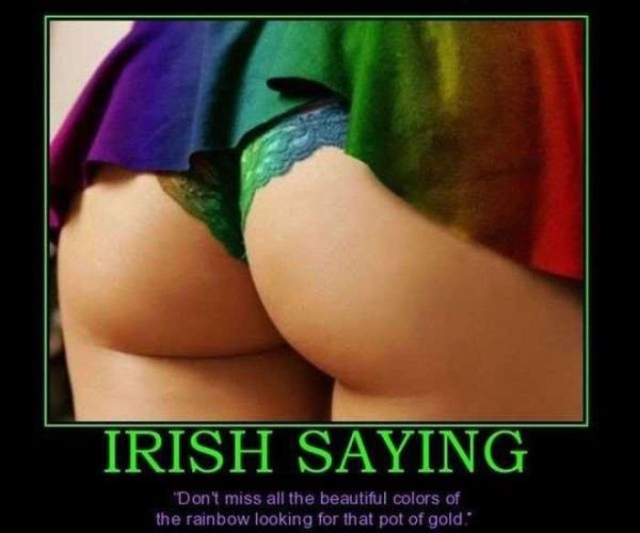 IRISH SAYING
"Don't miss all the beautiful colors of
the rainbow looking for that pot of gold."